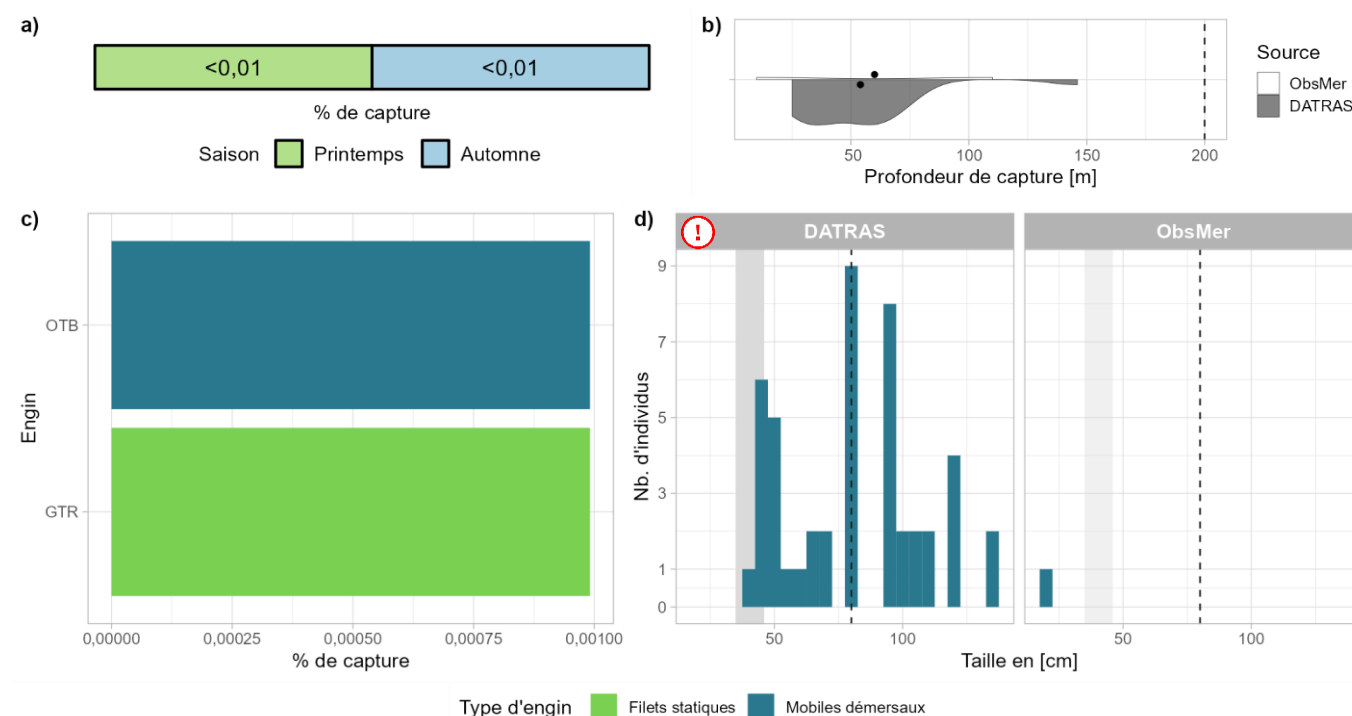 a)
<0,01 <0,01
% de capture
Saison Printemps Automne
b)
50 100 150 200
Profondeur de capture [m]
Source
ObsMer
DATRAS
c)
Engin
OTB
GTR
0,00000 0,00025 0,00050 0,00075 0,00100
% de capture
d)
! DATRAS ObsMer
Nb. d'individus
9
7
5
3
1
0
50 100 50 100
Taille en [cm]
Type d'engin Filets statiques Mobiles démersaux